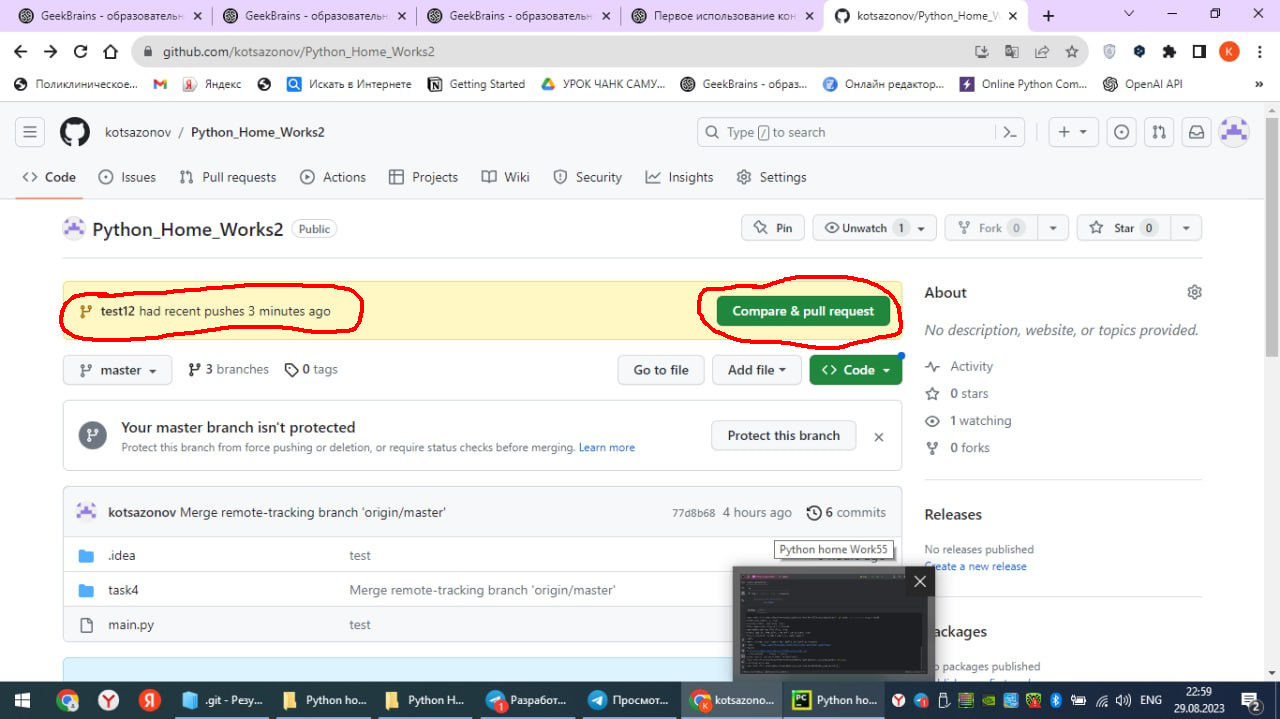 GeekBrains - образователь
GeekBrains - образователь
GeekBrains - образователь
Первое использование кон
kotsazonov/Python_Home_W
github.com/kotsazonov/Python_Home_Works2
K
Поликлиническое...
Яндекс
Искать в Интернете
Getting Started
УРОК ЧАНК САМУ...
GeekBrains - образ...
Онлайн редактор...
Online Python Com...
OpenAI API
»
kotsazonov / Python_Home_Works2
Type / to search
Code
Issues
Pull requests
Actions
Projects
Wiki
Security
Insights
Settings
Python_Home_Works2 Public
Pin
Unwatch 1
Fork 0
Star 0
test12 had recent pushes 3 minutes ago
Compare & pull request
master
3 branches
0 tags
Go to file
Add file
Code
Your master branch isn't protected
Protect this branch from force pushing or deletion, or require status checks before merging. Learn more
Protect this branch
kotsazonov Merge remote-tracking branch 'origin/master'
77d8b68 4 hours ago
6 commits
.idea
test
task4
Merge remote-tracking branch 'origin/master'
main.py
test
Python home Work55
About
No description, website, or topics provided.
Activity
0 stars
1 watching
0 forks
Releases
No releases published
Create a new release
Packages
No packages published
.git - Резу...
Python Ho...
Python H...
Разрабо...
Просмот...
kotsazono...
Python ho...
ENG
22:59
29.08.2023
2